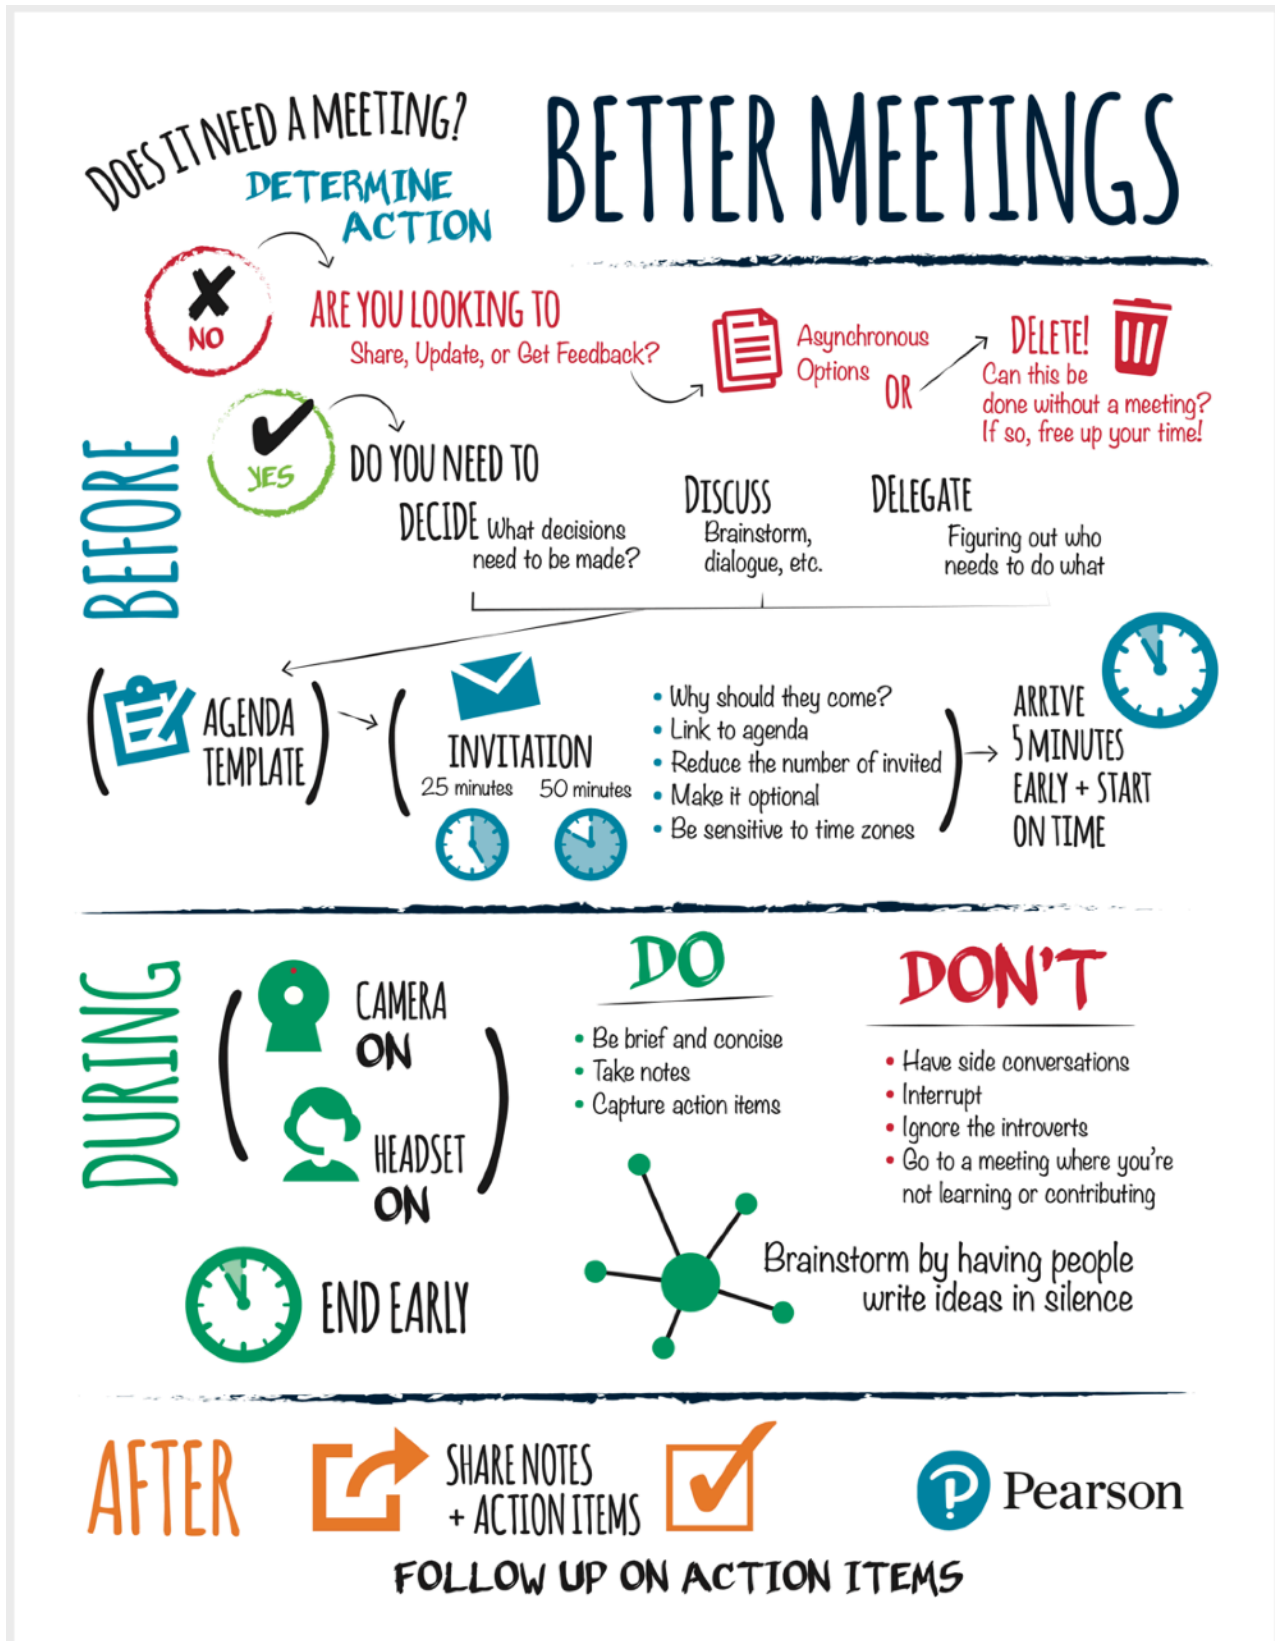 DOES IT NEED A MEETING?
DETERMINE
ACTION
BETTER MEETINGS
NO
ARE YOU LOOKING TO
Share, Update, or Get Feedback?
Asynchronous
Options
OR
DELETE!
Can this be
done without a meeting?
If so, free up your time!
BEFORE
YES
DO YOU NEED TO
DECIDE What decisions
need to be made?
DISCUSS
Brainstorm,
dialogue, etc.
DELEGATE
Figuring out who
needs to do what
AGENDA
TEMPLATE
INVITATION
25 minutes
50 minutes
• Why should they come?
• Link to agenda
• Reduce the number of invited
• Make it optional
• Be sensitive to time zones
ARRIVE
5 MINUTES
EARLY + START
ON TIME
DURING
CAMERA
ON
HEADSET
ON
END EARLY
DO
• Be brief and concise
• Take notes
• Capture action items
DON'T
• Have side conversations
• Interrupt
• Ignore the introverts
• Go to a meeting where you're
not learning or contributing
Brainstorm by having people
write ideas in silence
AFTER
SHARE NOTES
+ ACTION ITEMS
Pearson
FOLLOW UP ON ACTION ITEMS